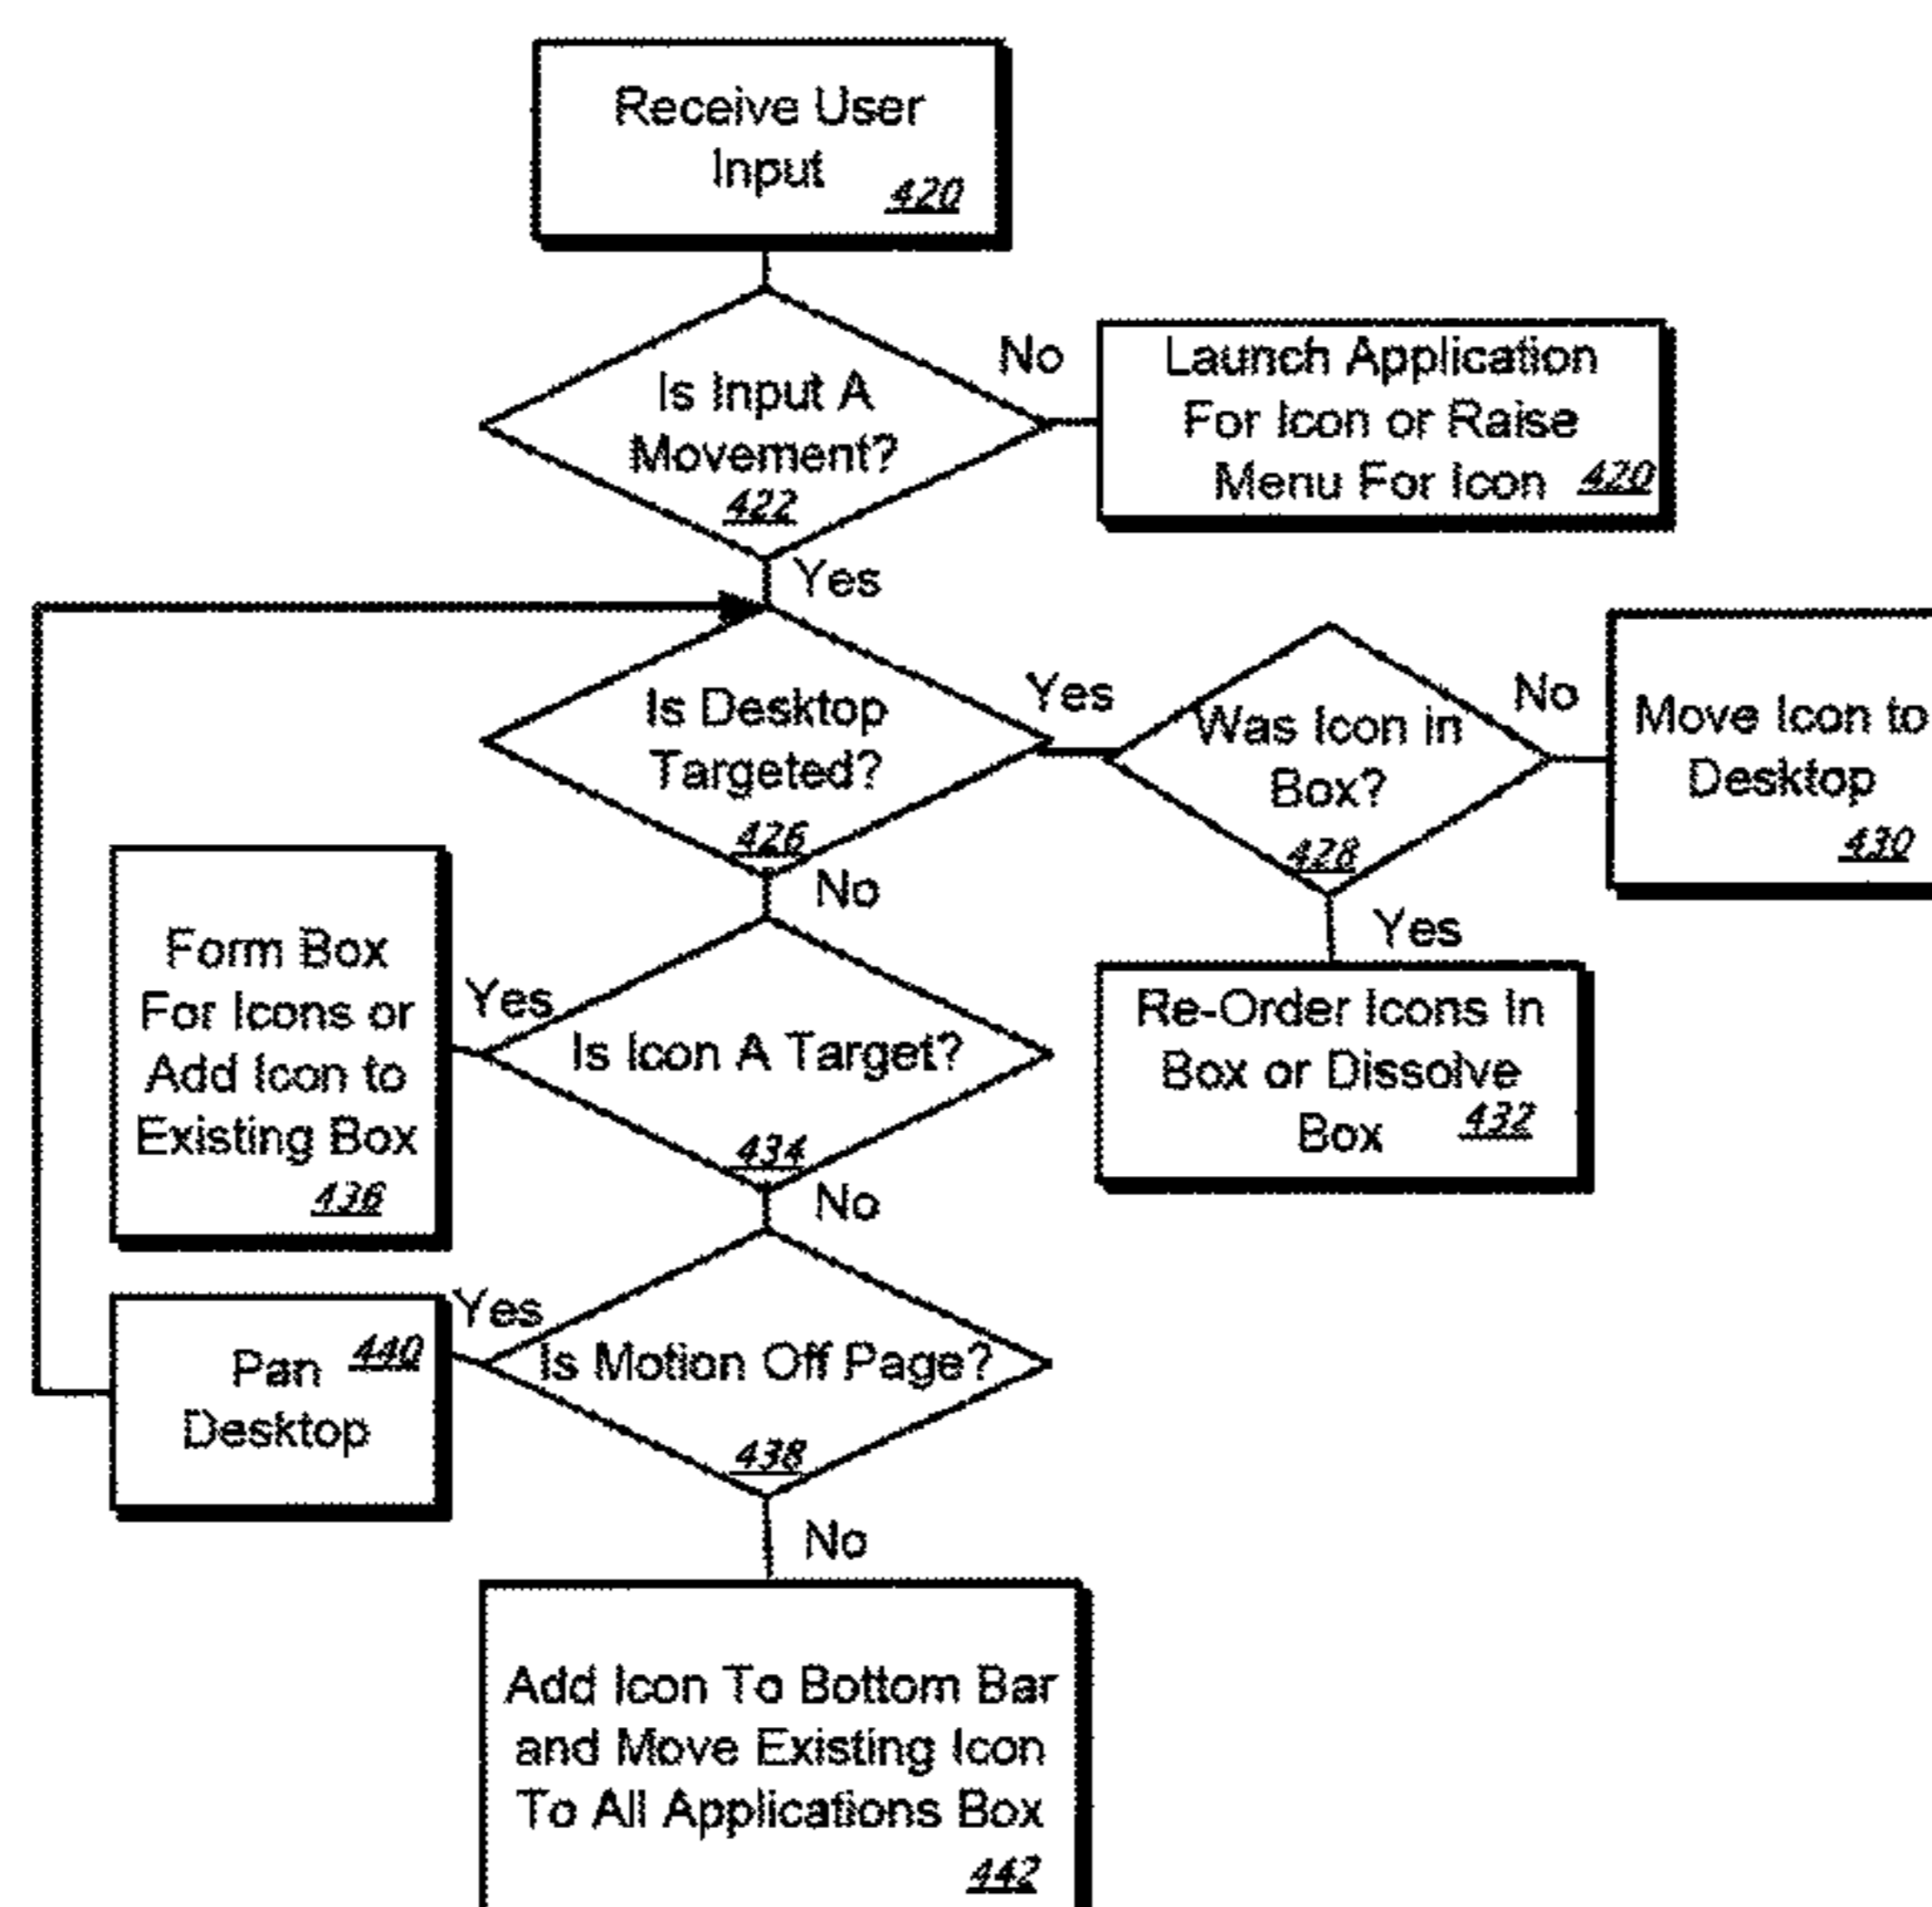 Receive User
Input
420
Is Input A
Movement?
422
No
Launch Application
For Icon or Raise
Menu For Icon 420
Yes
Is Desktop
Targeted?
426
Yes
Was Icon in
Box?
428
No
Move Icon to
Desktop
430
Yes
Re-Order Icons In
Box or Dissolve
Box 432
No
Is Icon A Target?
434
Yes
Form Box
For Icons or
Add Icon to
Existing Box
436
No
Is Motion Off Page?
438
Yes
Pan 440
Desktop
No
Add Icon To Bottom Bar
and Move Existing Icon
To All Applications Box
442